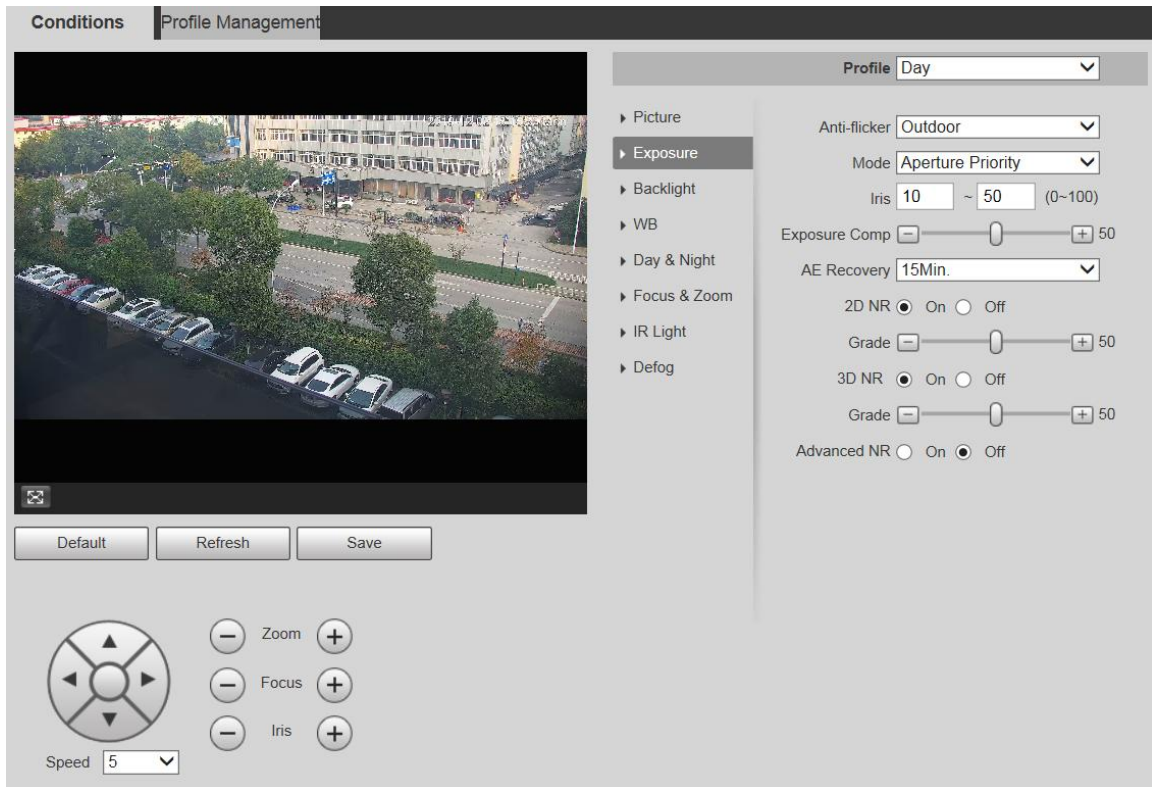 Conditions Profile Management
Profile Day
Picture
Exposure
Backlight
WB
Day & Night
Focus & Zoom
IR Light
Defog
Anti-flicker Outdoor
Mode Aperture Priority
Iris 10 ~ 50 (0~100)
Exposure Comp 50
AE Recovery 15Min.
2D NR On Off
Grade 50
3D NR On Off
Grade 50
Advanced NR On Off
Default Refresh Save
Zoom
Focus
Iris
Speed 5